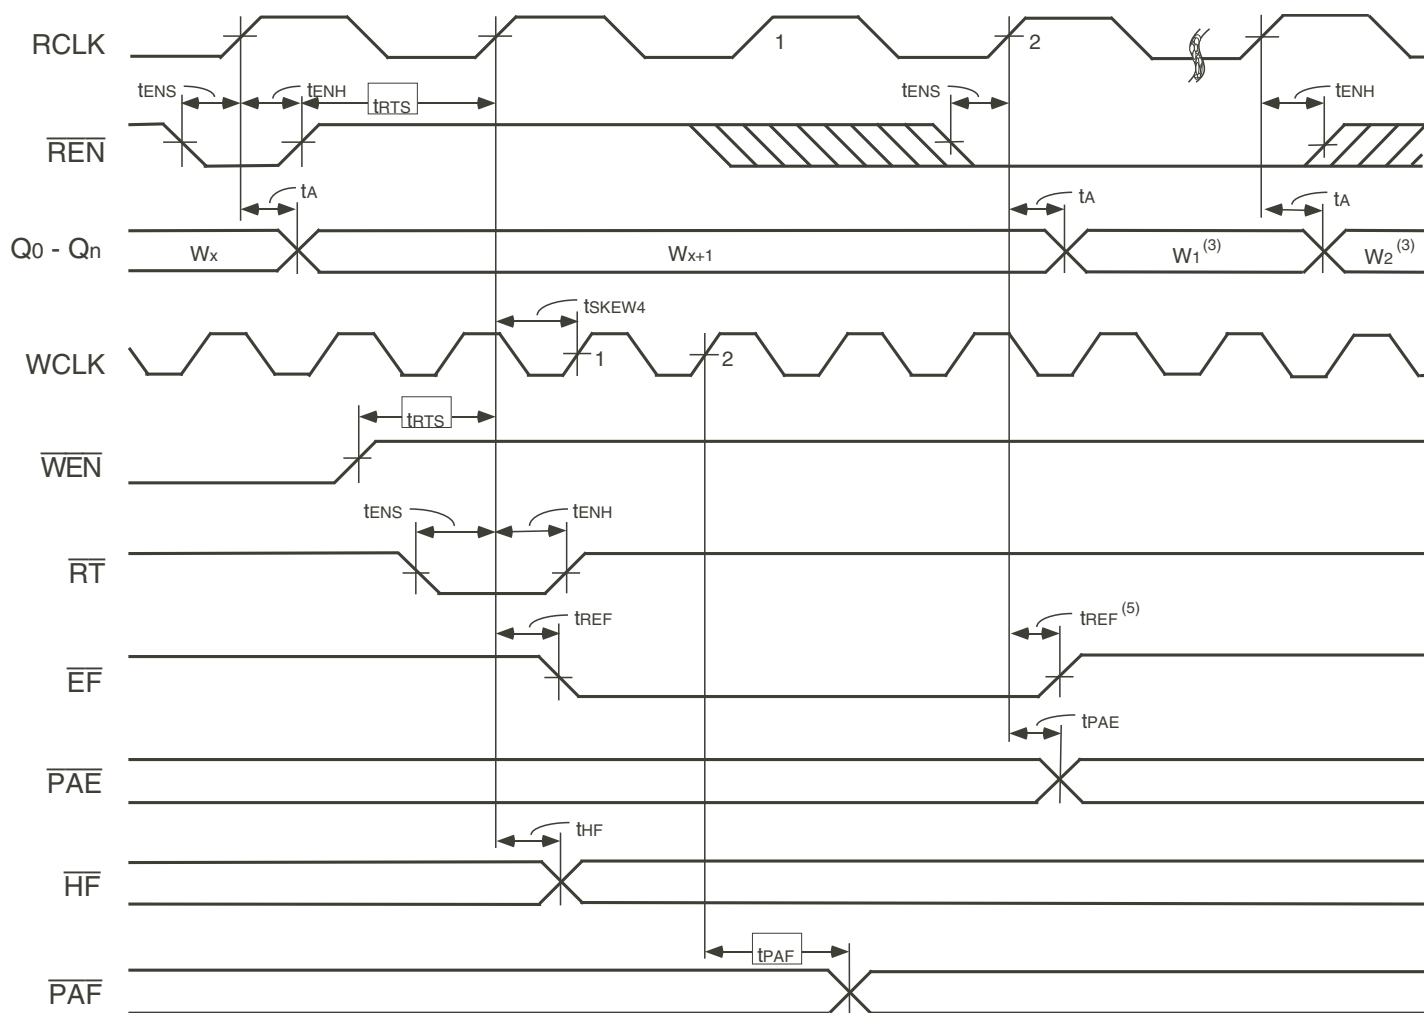 RCLK 1 2
tENS tENH tRTS tENS tENH
REN
tA tA tA
Q0 - Qn Wx Wx+1 W1(3) W2(3)
tSKEW4
WCLK 1 2
tRTS
WEN
tENS tENH
RT
tREF tREF(5)
EF
tPAE
PAE
tHF
HF
tPAF
PAF